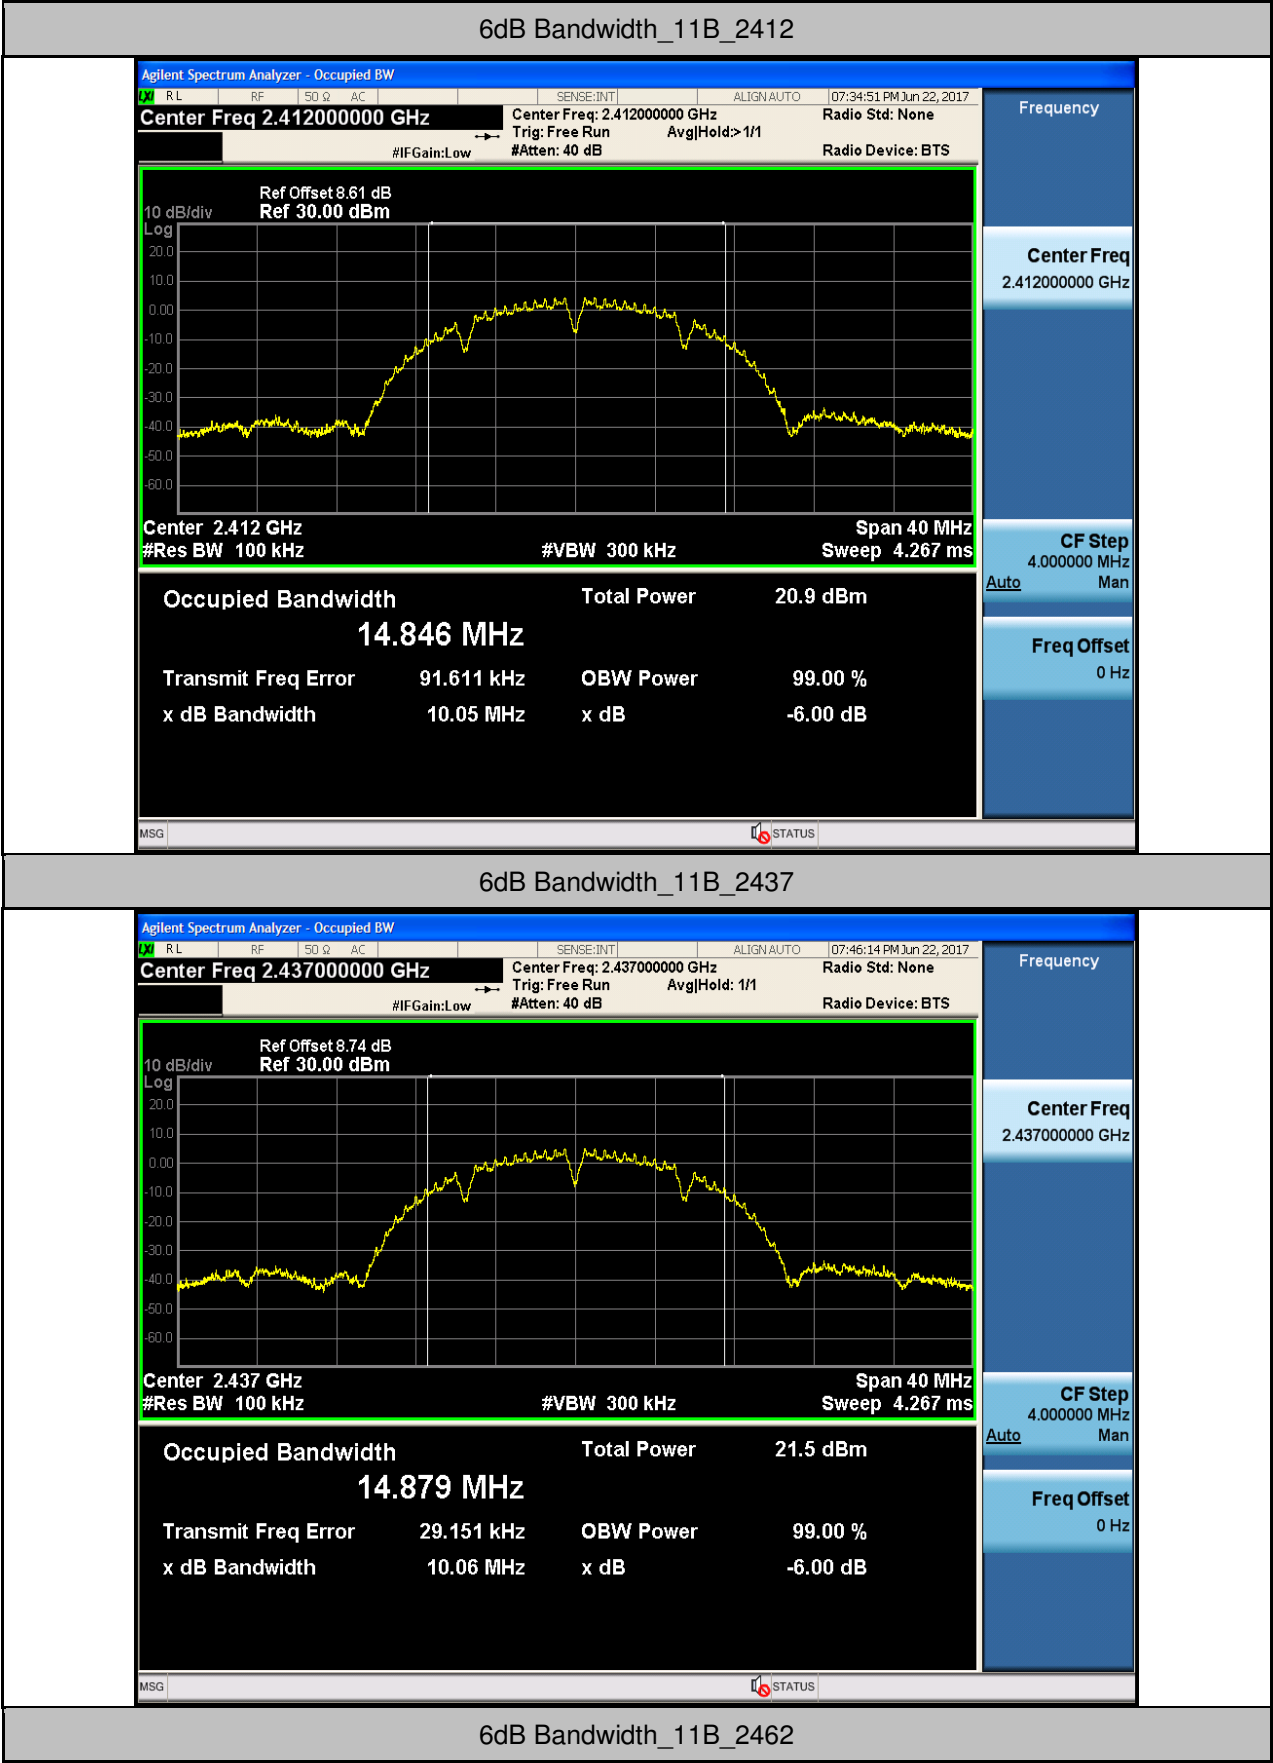 6dB Bandwidth_11B_2412
Agilent Spectrum Analyzer - Occupied BW
LXI RL RF 50 Ω AC SENSE:INT ALIGN AUTO 07:34:51 PM Jun 22, 2017
Center Freq 2.412000000 GHz
Center Freq: 2.412000000 GHz Radio Std: None
Trig: Free Run Avg|Hold:>1/1
#IFGain:Low #Atten: 40 dB Radio Device: BTS
Frequency
Ref Offset 8.61 dB
10 dB/div Ref 30.00 dBm
Log
20.0
10.0
0.00
-10.0
-20.0
-30.0
-40.0
-50.0
-60.0
Center 2.412 GHz Span 40 MHz
#Res BW 100 kHz #VBW 300 kHz Sweep 4.267 ms
Center Freq
2.412000000 GHz
CF Step
4.000000 MHz
Auto Man
Freq Offset
0 Hz
Occupied Bandwidth Total Power 20.9 dBm
14.846 MHz
Transmit Freq Error 91.611 kHz OBW Power 99.00 %
x dB Bandwidth 10.05 MHz x dB -6.00 dB
MSG STATUS
6dB Bandwidth_11B_2437
Agilent Spectrum Analyzer - Occupied BW
LXI RL RF 50 Ω AC SENSE:INT ALIGN AUTO 07:46:14 PM Jun 22, 2017
Center Freq 2.437000000 GHz
Center Freq: 2.437000000 GHz Radio Std: None
Trig: Free Run Avg|Hold: 1/1
#IFGain:Low #Atten: 40 dB Radio Device: BTS
Frequency
Ref Offset 8.74 dB
10 dB/div Ref 30.00 dBm
Log
20.0
10.0
0.00
-10.0
-20.0
-30.0
-40.0
-50.0
-60.0
Center 2.437 GHz Span 40 MHz
#Res BW 100 kHz #VBW 300 kHz Sweep 4.267 ms
Center Freq
2.437000000 GHz
CF Step
4.000000 MHz
Auto Man
Freq Offset
0 Hz
Occupied Bandwidth Total Power 21.5 dBm
14.879 MHz
Transmit Freq Error 29.151 kHz OBW Power 99.00 %
x dB Bandwidth 10.06 MHz x dB -6.00 dB
MSG STATUS
6dB Bandwidth_11B_2462